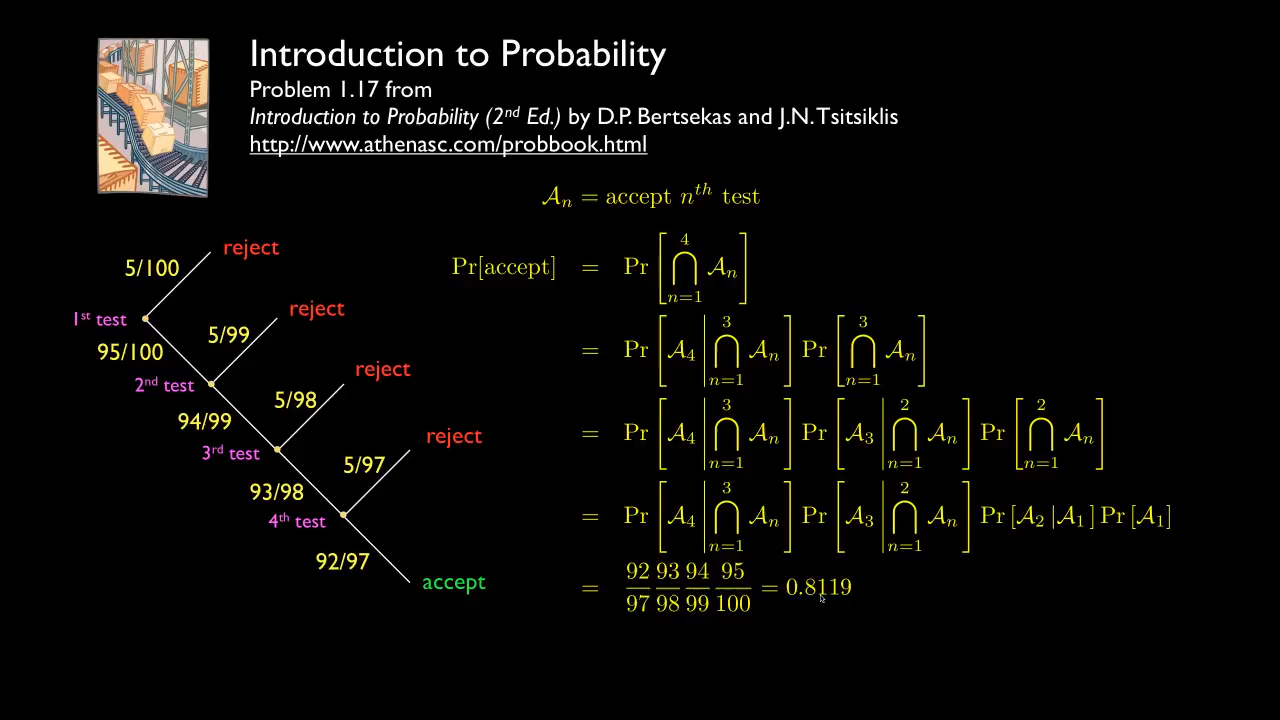 Introduction to Probability
Problem 1.17 from
Introduction to Probability (2nd Ed.) by D.P. Bertsekas and J.N. Tsitsiklis
http://www.athenasc.com/probbook.html
𝒜ₙ = accept nᵗʰ test
Pr[accept] = Pr [⋂_{n=1}^{4} 𝒜ₙ]
= Pr [𝒜₄ | ⋂_{n=1}^{3} 𝒜ₙ] Pr [⋂_{n=1}^{3} 𝒜ₙ]
= Pr [𝒜₄ | ⋂_{n=1}^{3} 𝒜ₙ] Pr [𝒜₃ | ⋂_{n=1}^{2} 𝒜ₙ] Pr [⋂_{n=1}^{2} 𝒜ₙ]
= Pr [𝒜₄ | ⋂_{n=1}^{3} 𝒜ₙ] Pr [𝒜₃ | ⋂_{n=1}^{2} 𝒜ₙ] Pr [𝒜₂ |𝒜₁ ] Pr [𝒜₁]
= 92/97 93/98 94/99 95/100 = 0.8119
reject
5/100
1st test
95/100
reject
5/99
2nd test
94/99
reject
5/98
3rd test
93/98
reject
5/97
4th test
92/97
accept